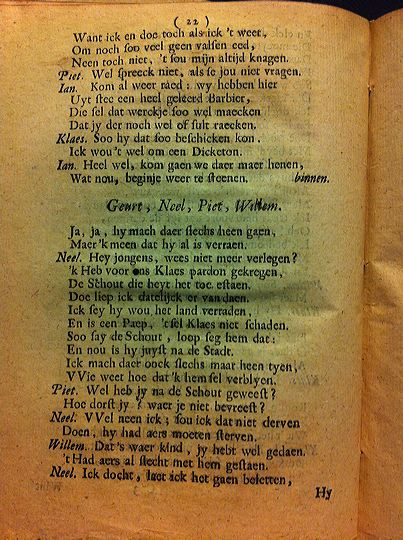 ( 22 )
Want ick en doe toch als ick 't weet,
Om noch soo veel geen valsen eed,
Neen toch niet, 't sou mijn altijd knagen.
Piet. Wel spreeck niet, als se jou niet vragen.
Ian. Kom al weer raed: wy hebben hier
Uyt stee een heel geleerd Barbier,
Die sel dat werckje soo wel maecken
Dat jy der noch wel of sult raecken.
Klaes. Soo hy dat soo beschicken kon.
Ick wou't wel om een Dicketon.
Ian. Heel wel, kom gaen we daer maer henen,
Wat nou, beginje weer te steenen. binnen.
Geurt, Neel, Piet, Willem.
Ja, ja, hy mach daer slechs heen gaen,
Maer 'k meen dat hy al is verraen.
Neel. Hey jongens, wees niet meer verlegen?
'k Heb voor ons Klaes pardon gekregen,
De Schout die heyt het toe estaen.
Doe liep ick datelijck er van daen.
Ick sey hy wou het land verraden,
En is een Paep, 't sel Klaes niet schaden.
Soo say de Schout, loop seg hem dat:
En nou is hy juyst na de Stadt.
Ick mach daer oock slechs maer heen tyen,
VVie weet hoe dat 'k hem sel verblyen.
Piet. Wel heb jy na de Schout geweest?
Hoe dorst jy? waer je niet bevreest?
Neel. VVel neen ick; sou ick dat niet derven
Doen, hy had aers moeten sterven.
Willem. Dat's waer kind, jy hebt wel gedaen.
't Had aers al slecht met hem gestaen.
Neel. Ick docht, laet ick het gaen beletten,
Hy